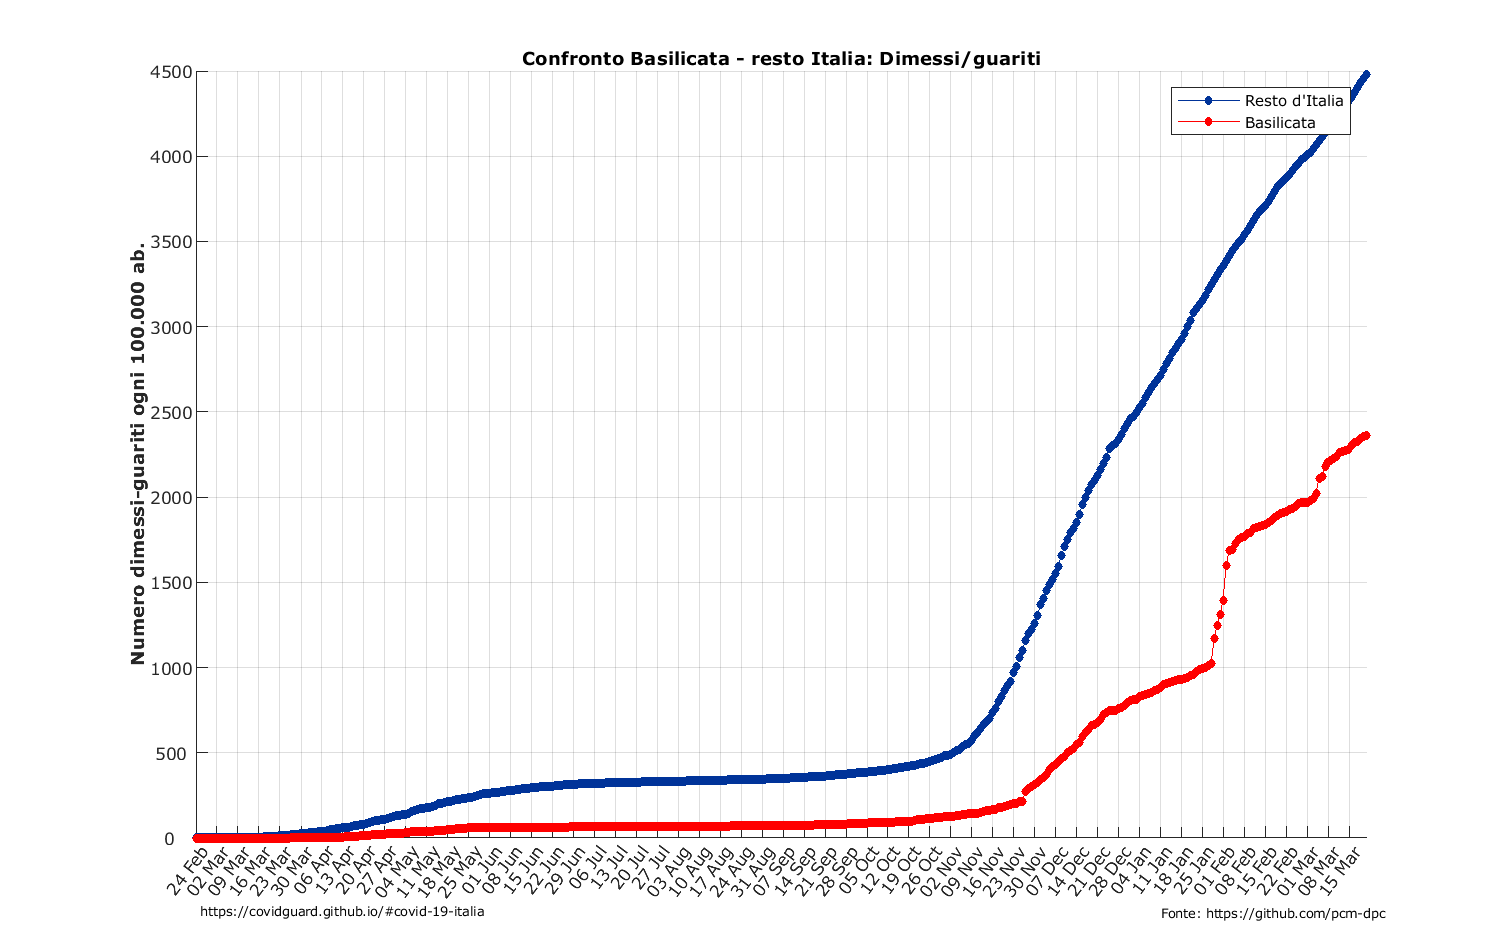 Confronto Basilicata - resto Italia: Dimessi/guariti
Resto d'Italia
Basilicata
Numero dimessi-guariti ogni 100.000 ab.
4500
4000
3500
3000
2500
2000
1500
1000
500
0
24 Feb
02 Mar
09 Mar
16 Mar
23 Mar
30 Mar
06 Apr
13 Apr
20 Apr
27 Apr
04 May
11 May
18 May
25 May
01 Jun
08 Jun
15 Jun
22 Jun
29 Jun
06 Jul
13 Jul
20 Jul
27 Jul
03 Aug
10 Aug
17 Aug
24 Aug
31 Aug
07 Sep
14 Sep
21 Sep
28 Sep
05 Oct
12 Oct
19 Oct
26 Oct
02 Nov
09 Nov
16 Nov
23 Nov
30 Nov
07 Dec
14 Dec
21 Dec
28 Dec
04 Jan
11 Jan
18 Jan
25 Jan
01 Feb
08 Feb
15 Feb
22 Feb
01 Mar
08 Mar
15 Mar
https://covidguard.github.io/#covid-19-italia
Fonte: https://github.com/pcm-dpc